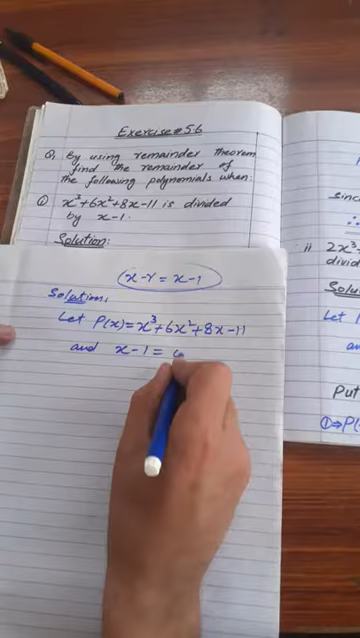 Exercise # 5.6
Q1 By using remainder theorem
find the remainder of
the following polynomials when:
① x³+6x²+8x-11 is divided
by x-1.
Solution:
x-r = x-1
Solution,
Let P(x)=x³+6x²+8x-11
and x-1 =
sinc
∴
ii 2x³
divid
Solu
Let P
an
Put
①⇒P(